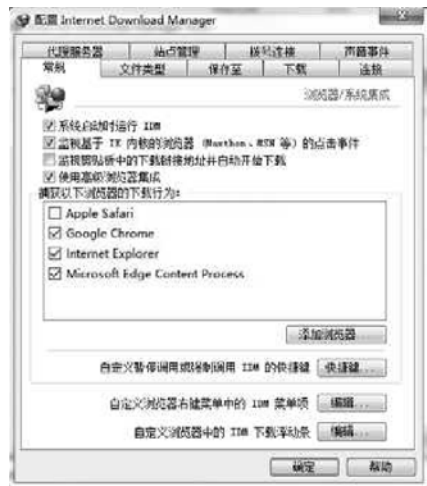 配置 Internet Download Manager
代理服务器 站点管理 拨号连接 声音事件
常规 文件类型 保存至 下载 连接
浏览器/系统集成
系统启动时运行 IDM
监视基于 IE 内核的浏览器 (Maxthon、MSN 等) 的点击事件
监视剪贴板中的下载链接地址并自动开始下载
使用高级浏览器集成
捕获以下浏览器的下载行为:
Apple Safari
Google Chrome
Internet Explorer
Microsoft Edge Content Process
添加浏览器......
自定义暂停调用或强制调用 IDM 的快捷键 快捷键...
自定义浏览器右键菜单中的 IDM 菜单项 编辑...
自定义浏览器中的 IDM 下载浮动条 编辑...
确定 帮助